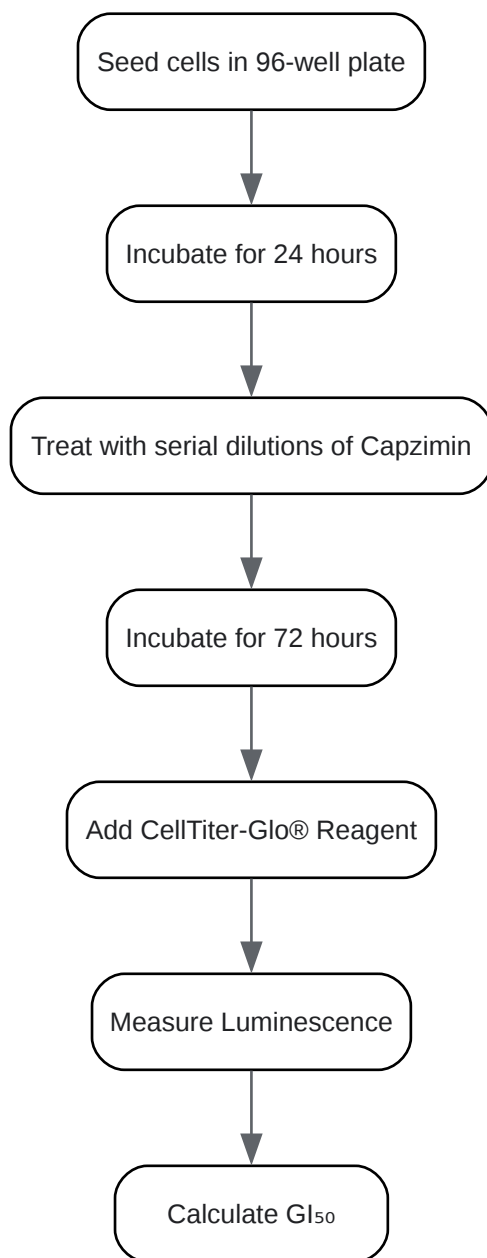 Seed cells in 96-well plate
Incubate for 24 hours
Treat with serial dilutions of Capzimin
Incubate for 72 hours
Add CellTiter-Glo® Reagent
Measure Luminescence
Calculate GI₅₀